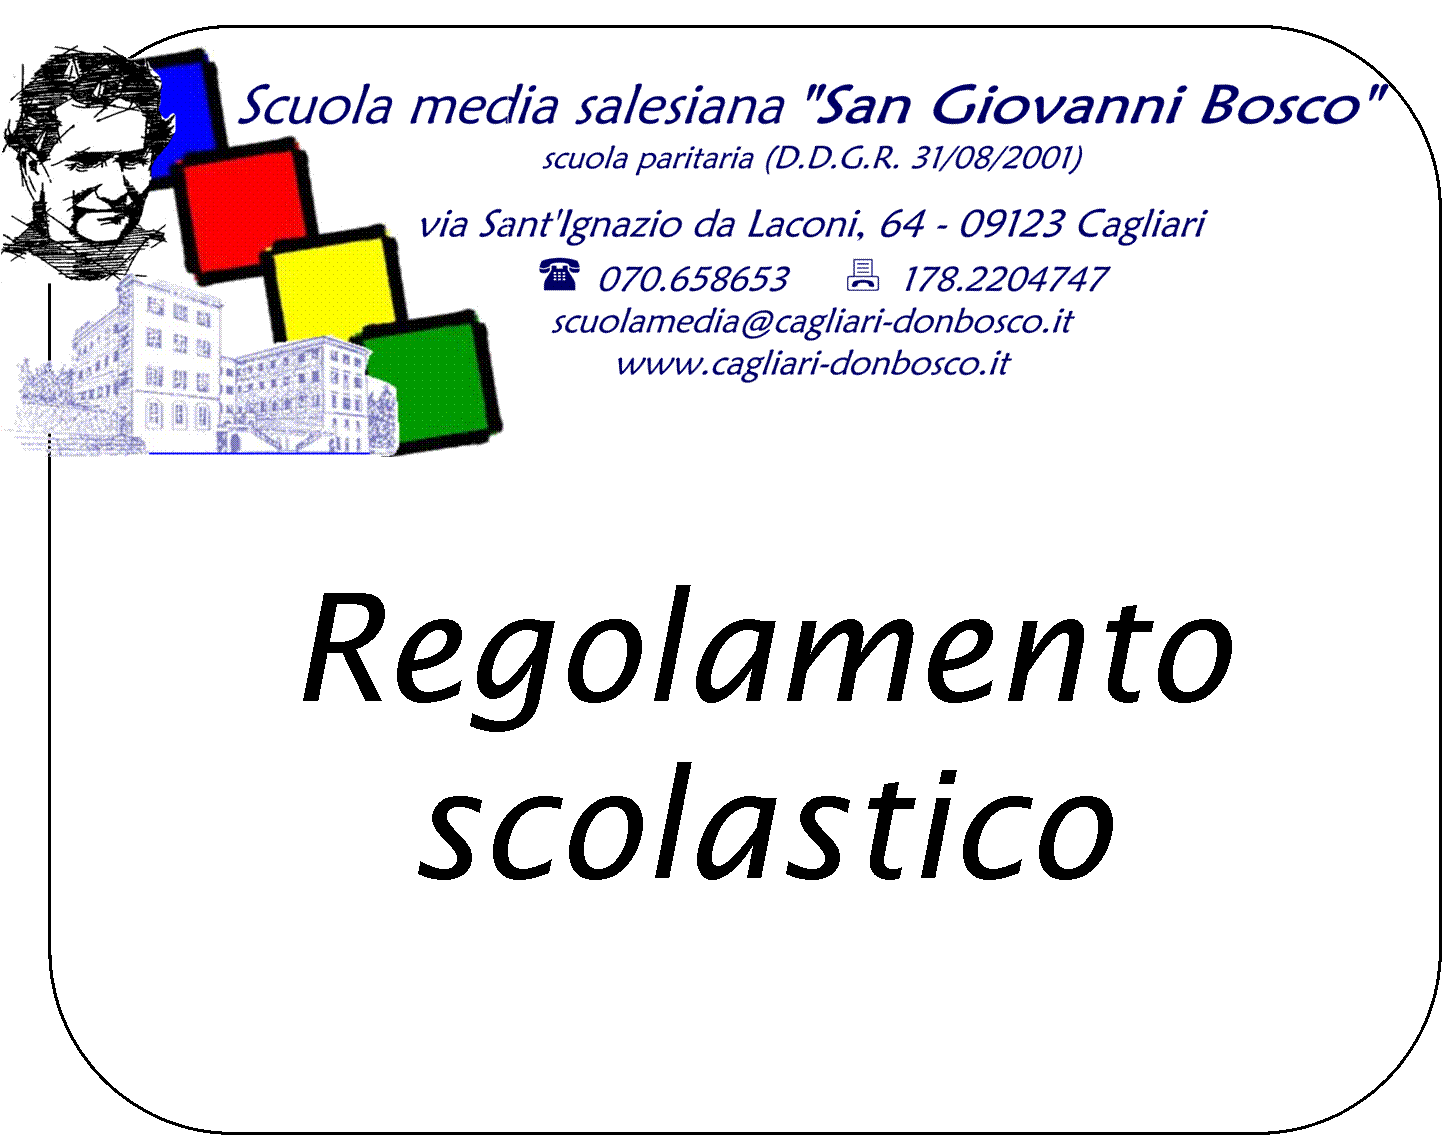 Scuola media salesiana "San Giovanni Bosco"
scuola paritaria (D.D.G.R. 31/08/2001)
via Sant'Ignazio da Laconi, 64 - 09123 Cagliari
070.658653 178.2204747
scuolamedia@cagliari-donbosco.it
www.cagliari-donbosco.it
Regolamento
scolastico